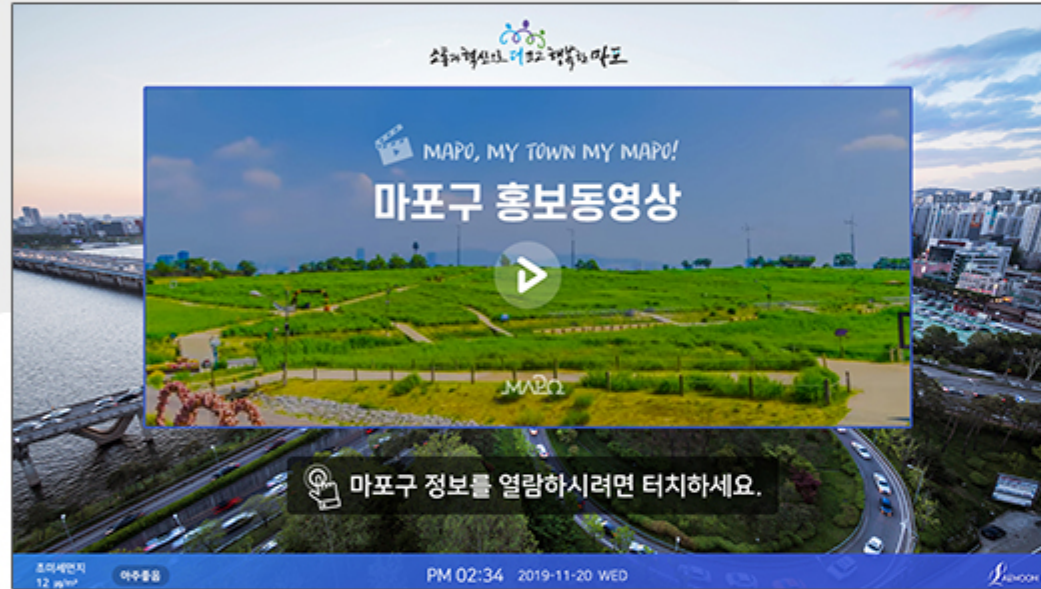 소통과 혁신으로 더 크고 행복한 마포
MAPO, MY TOWN MY MAPO!
마포구 홍보동영상
MAPO
마포구 정보를 열람하시려면 터치하세요.
초미세먼지
12 ㎍/m³
아주좋음
PM 02:34 2019-11-20 WED
LAEMOON